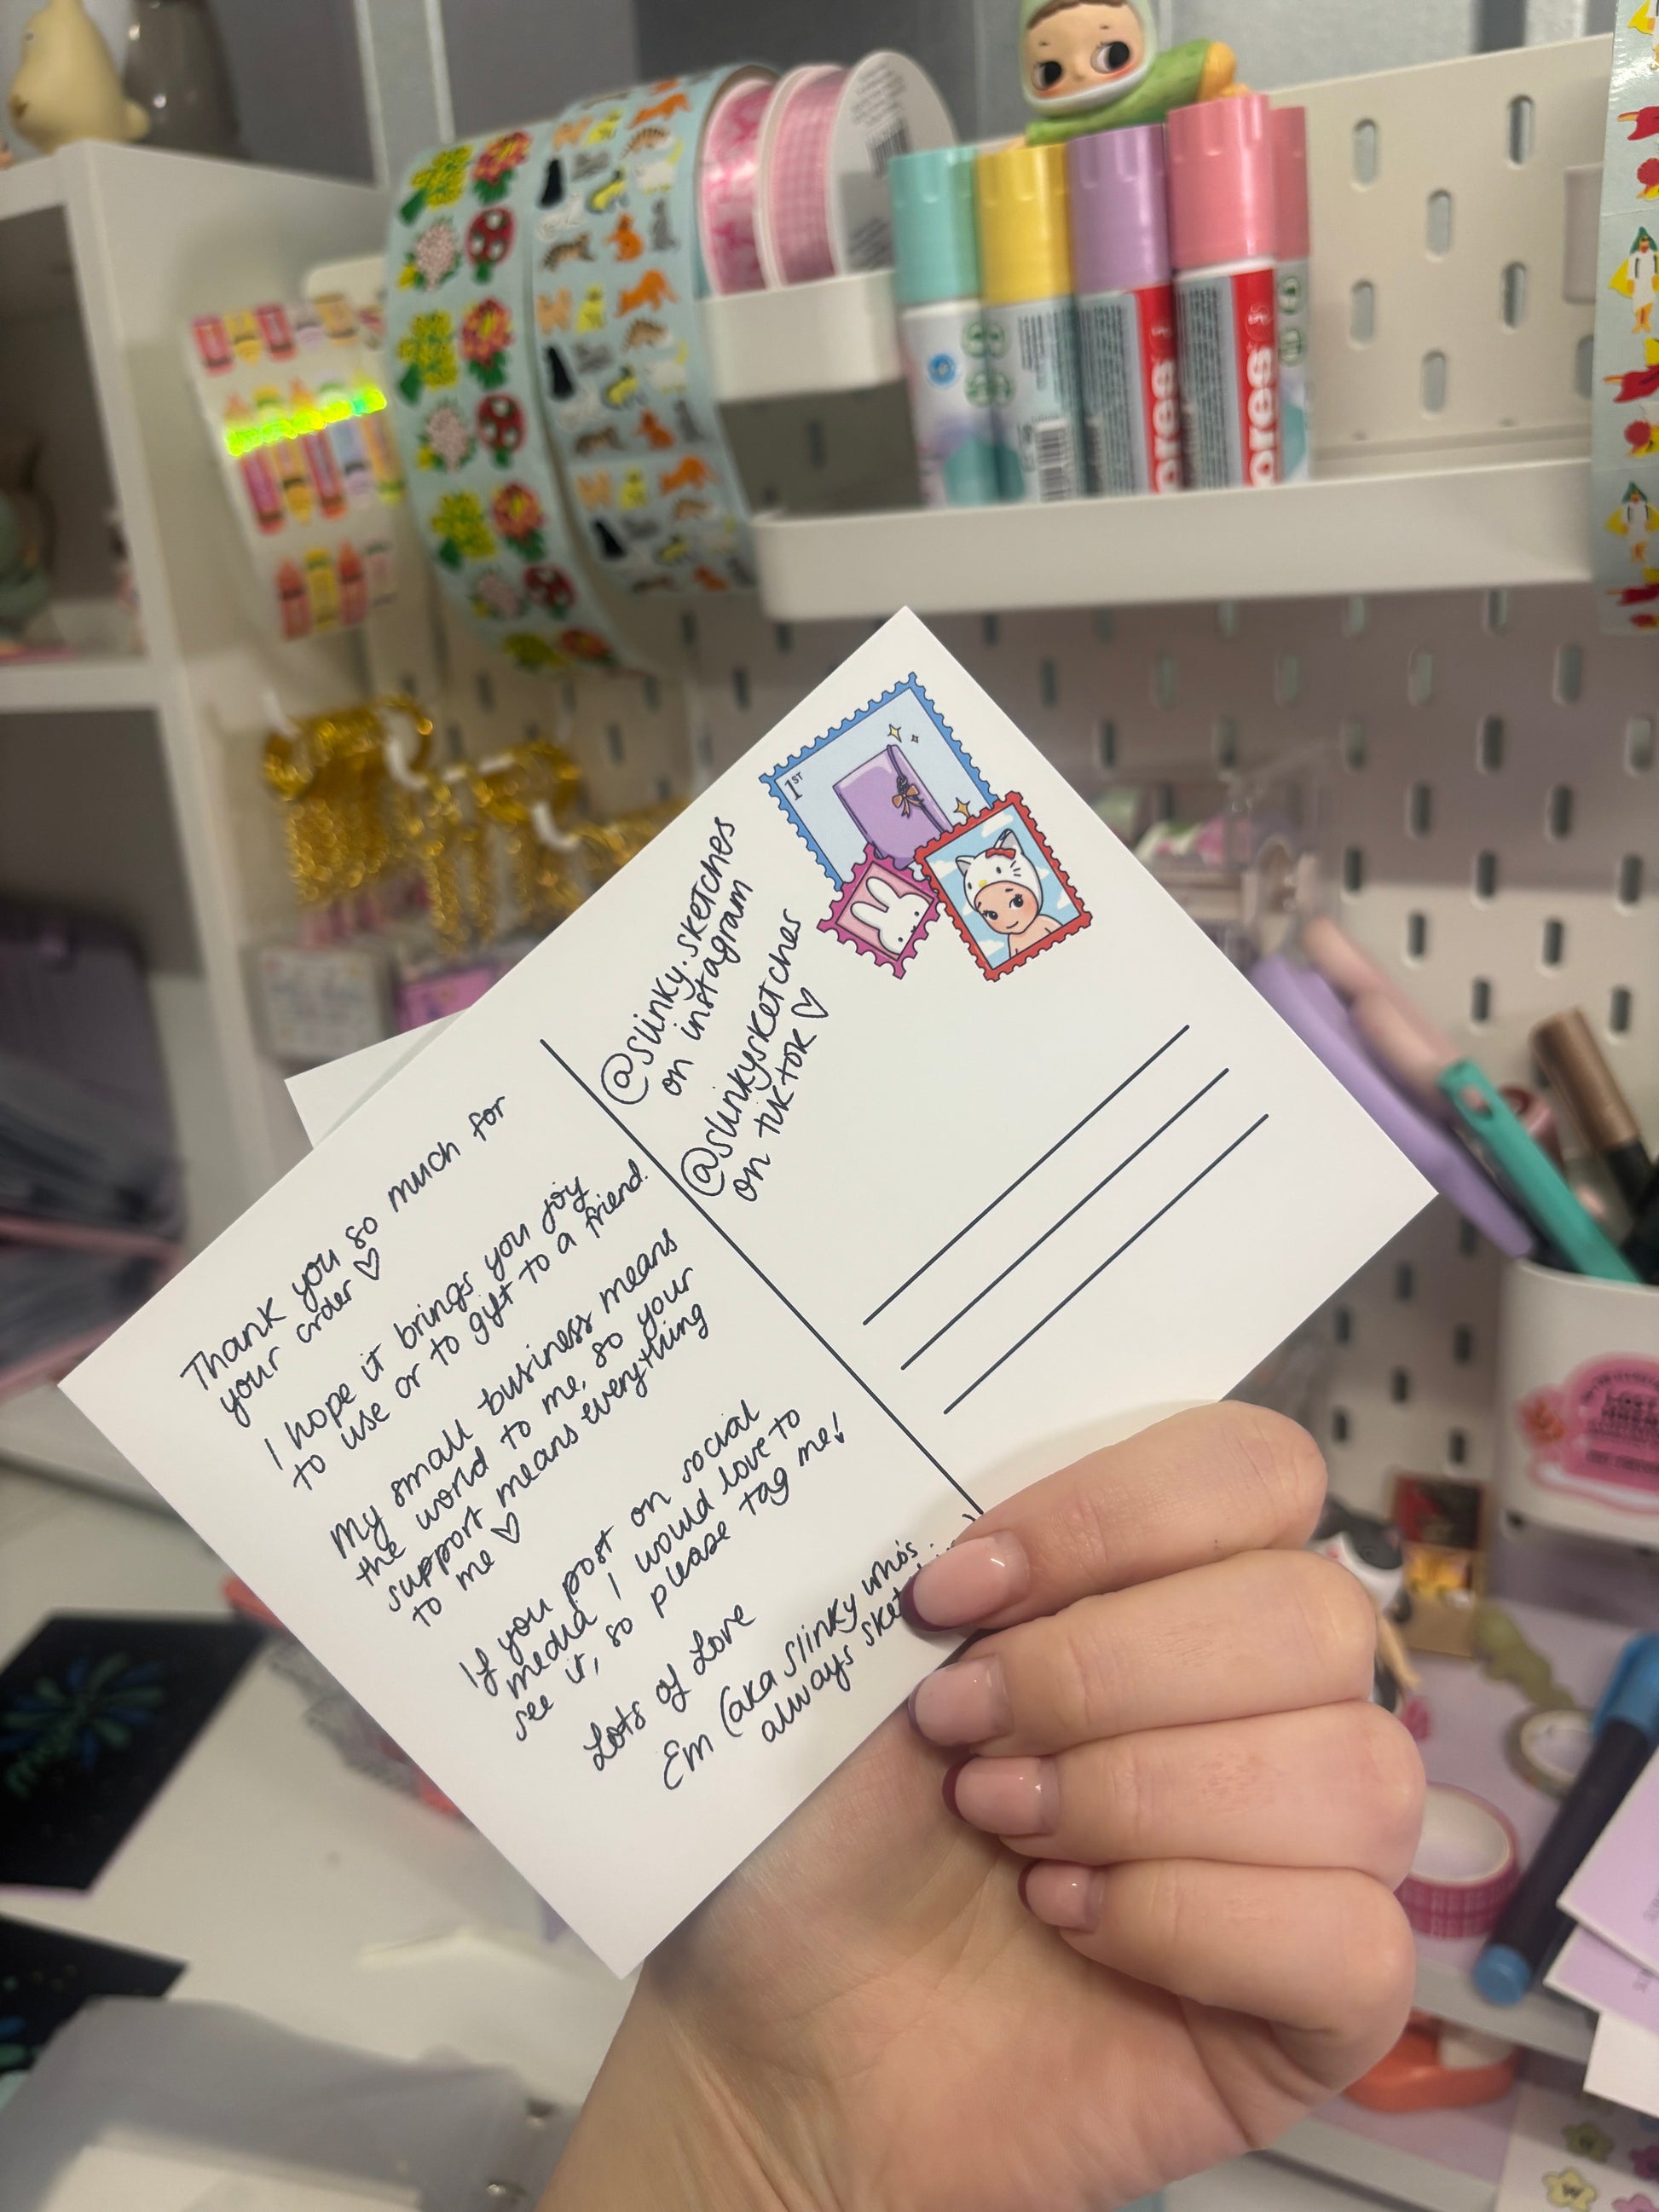 Thank you so much for
your order ♡
I hope it brings you joy
to use or to gift to a friend.
My small business means
the world to me, so your
support means everything
to me ♡
If you post on social
media I would love to
see it, so please tag me!
Lots of Love
Em (aka slinky who's
always
@slinky.sketches
on instagram
@slinkysketches
on tiktok ♡
1ST
ores
ores